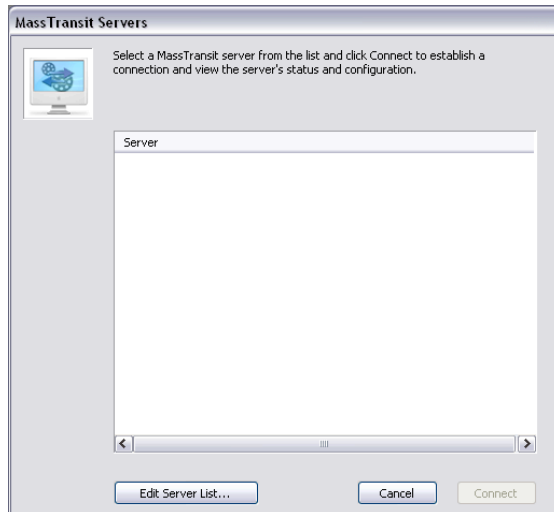 MassTransit Servers
Select a MassTransit server from the list and click Connect to establish a
connection and view the server's status and configuration.
Server
Edit Server List...
Cancel
Connect